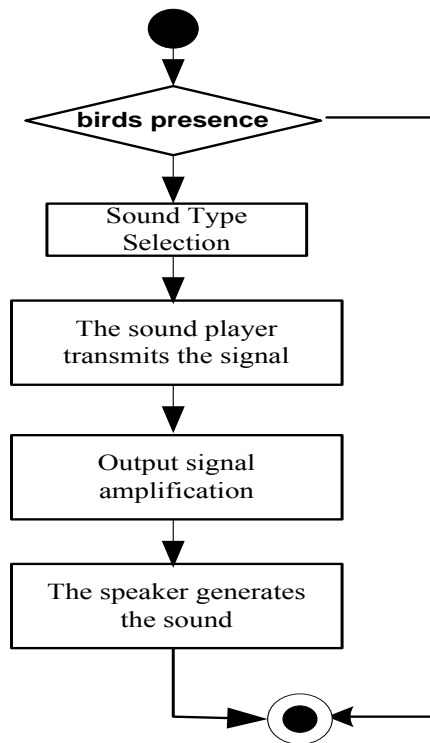 birds presence
Sound Type
Selection
The sound player
transmits the signal
Output signal
amplification
The speaker generates
the sound